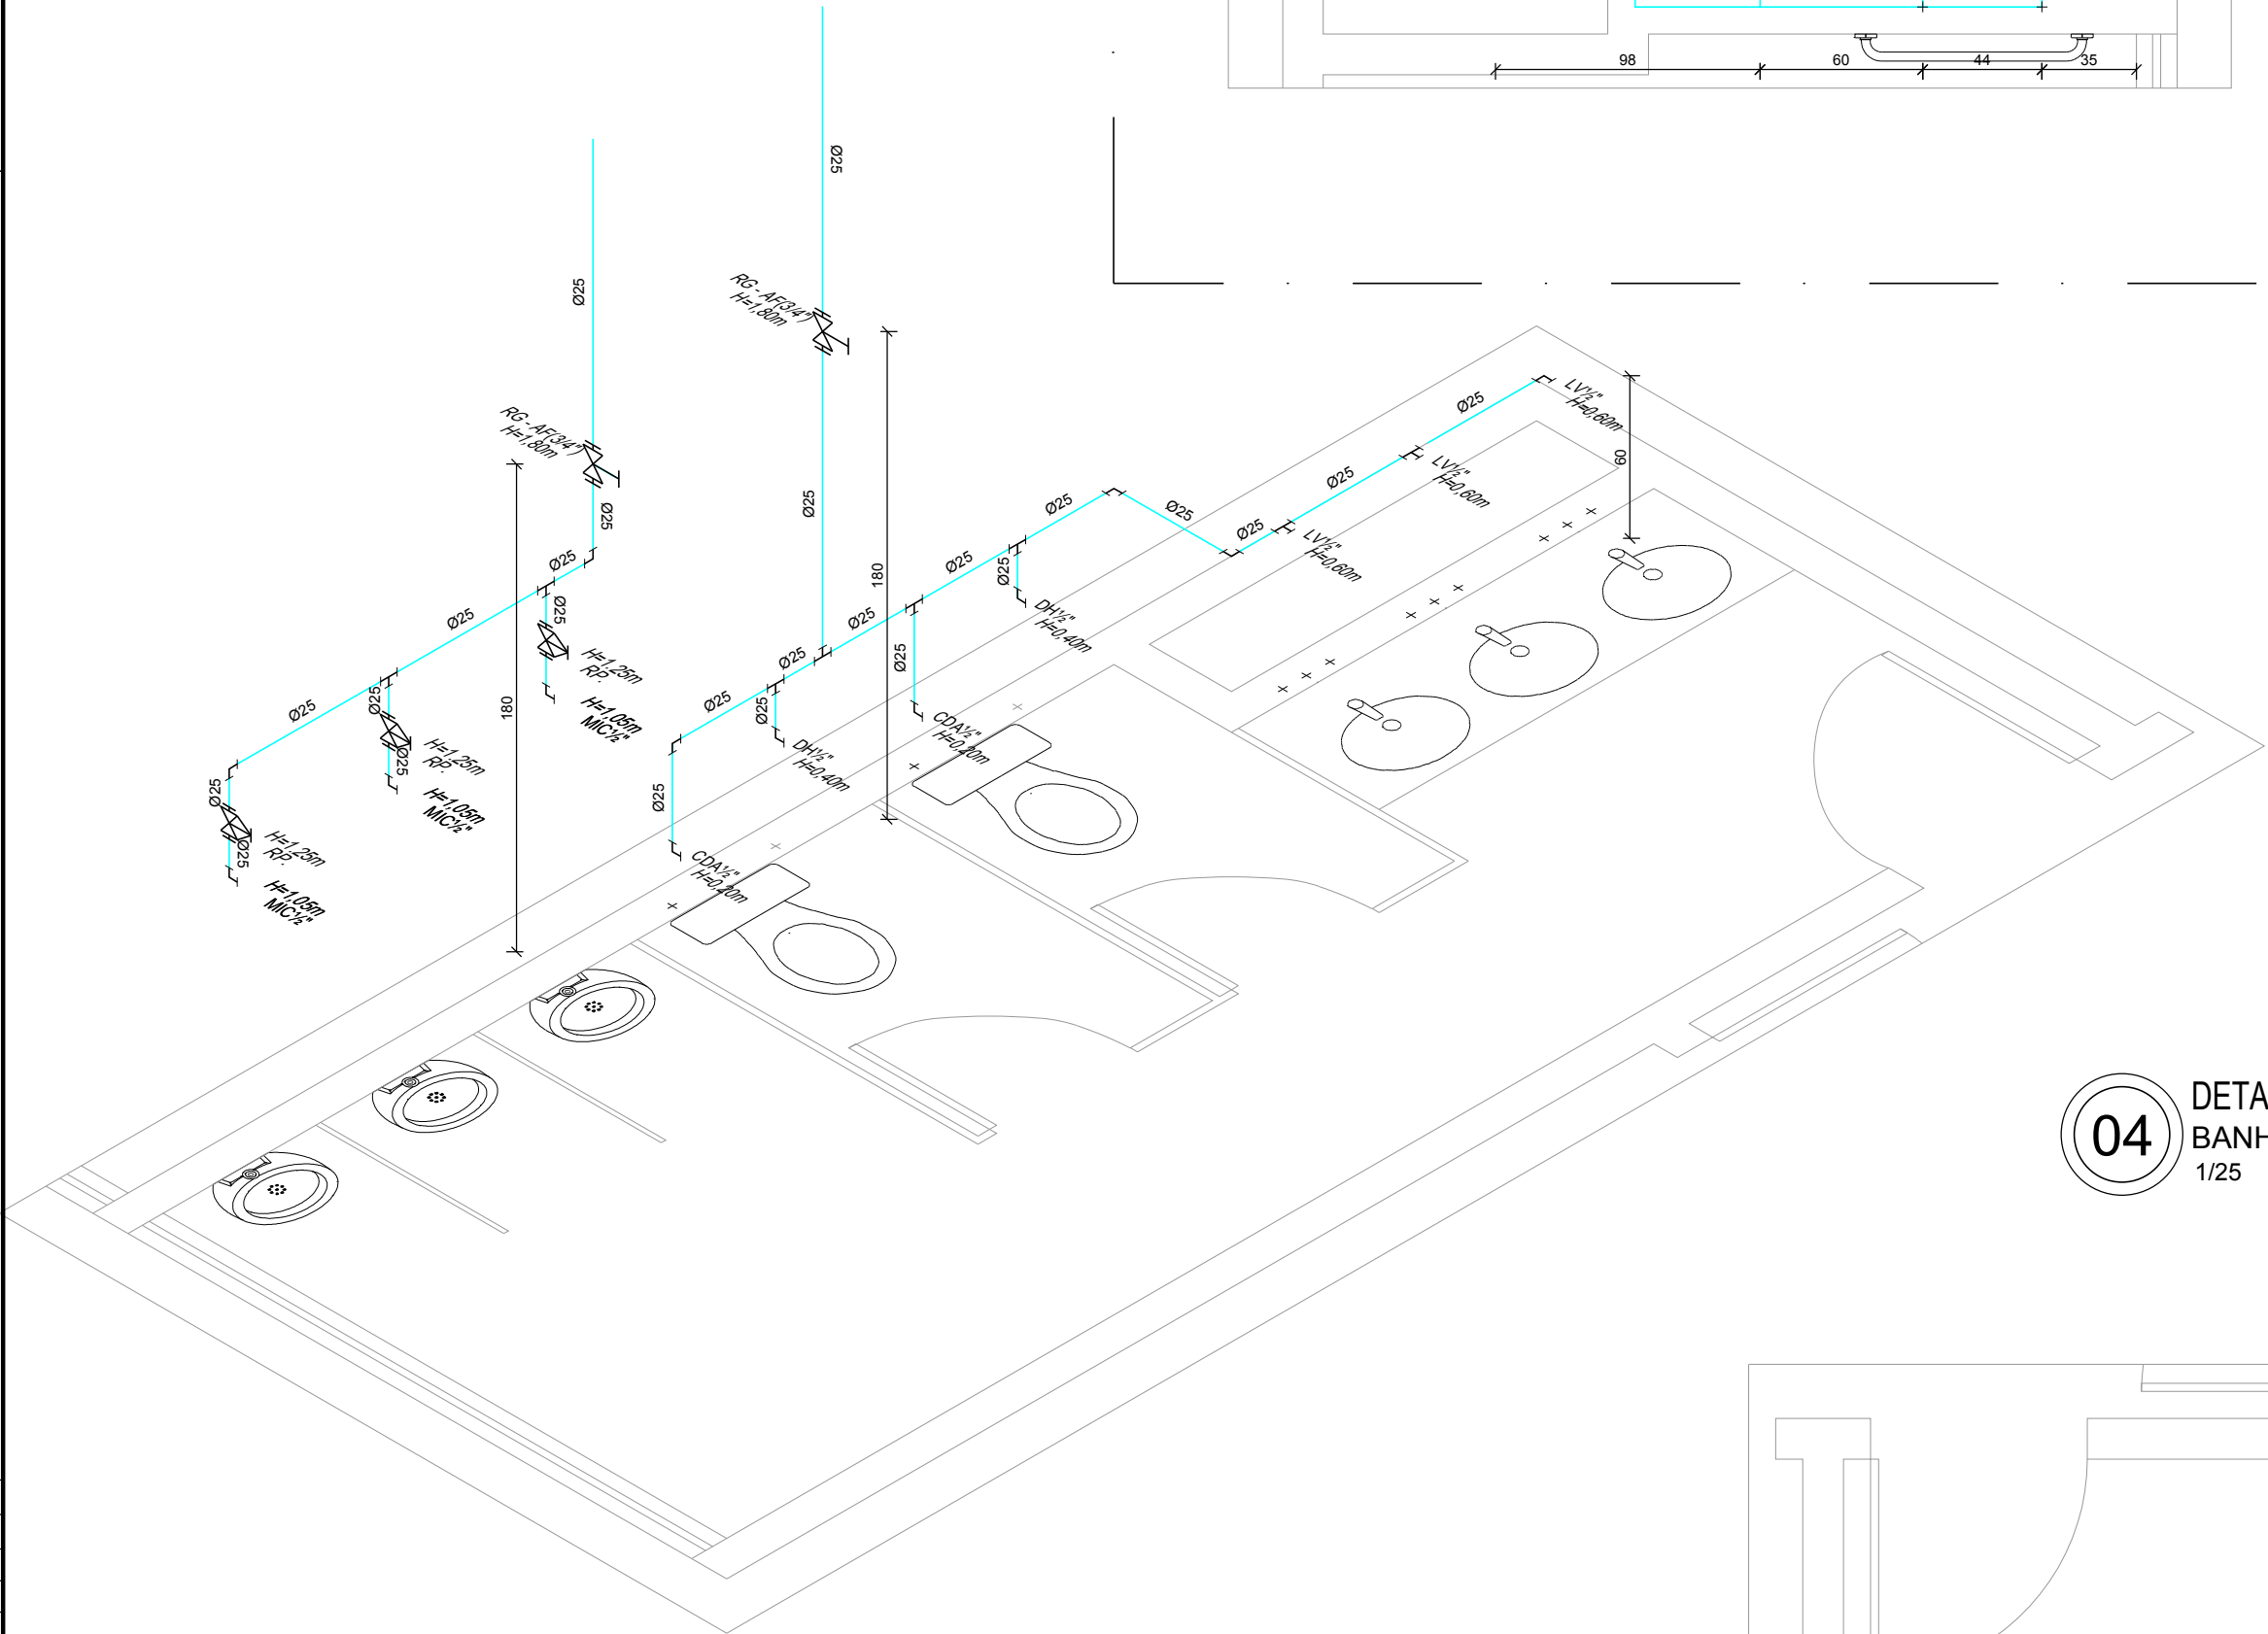 98
60
44
35
Ø25
Ø25
RG - AF(3/4")
H=1,80m
RG - AF(3/4")
H=1,80m
Ø25
LV½"
H=0,60m
60
Ø25
LV½"
H=0,60m
Ø25
Ø25
Ø25
Ø25
Ø25
LV½"
H=0,60m
Ø25
Ø25
Ø25
Ø25
180
DH½"
H=0,40m
Ø25
Ø25
H=1.25m
RP.
H=1,05m
MIC½"
Ø25
Ø25
Ø25
CDA½"
H=0,20m
180
Ø25
Ø25
Ø25
Ø25
DH½"
H=0,40m
H=1.25m
RP.
H=1,05m
MIC½"
Ø25
Ø25
Ø25
H=1.25m
RP.
H=1,05m
MIC½"
Ø25
CDA½"
H=0,20m
04
DETA
BANH
1/25